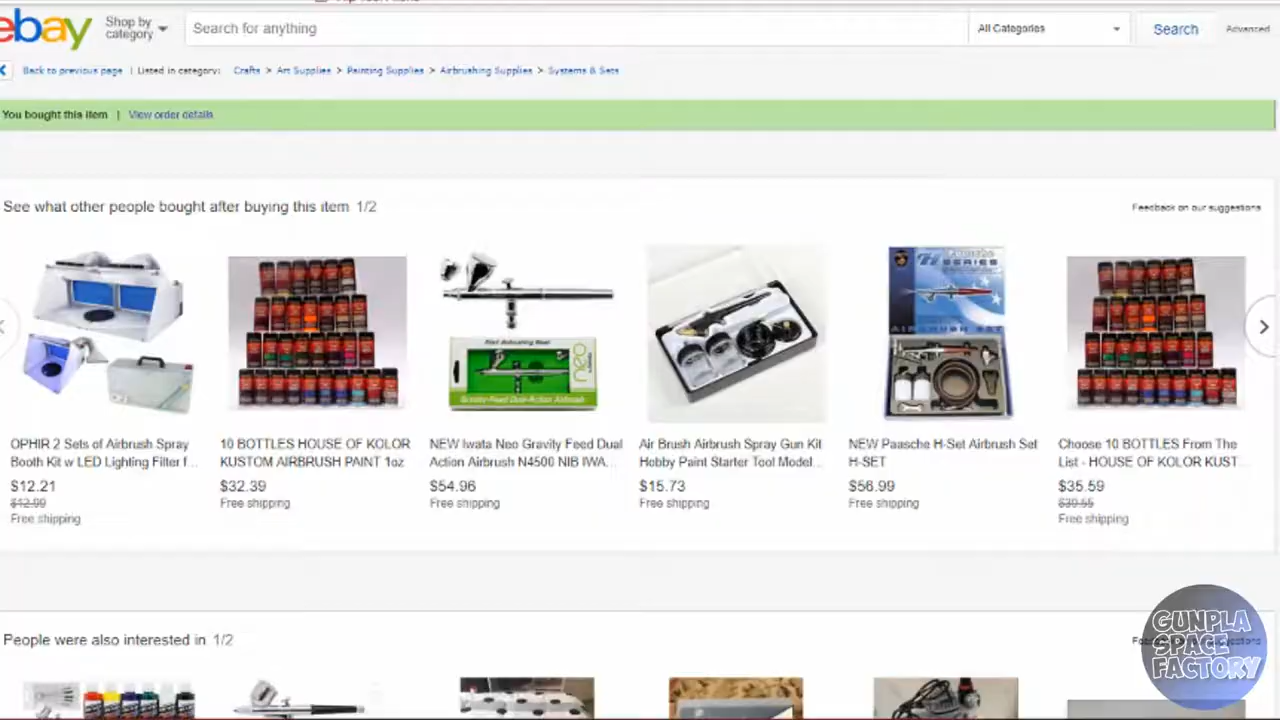 ebay
Shop by
category
Search for anything
All Categories
Search
Advanced
Back to previous page | Listed in category: Crafts > Art Supplies > Painting Supplies > Airbrushing Supplies > Systems & Sets
You bought this item | View order details
See what other people bought after buying this item 1/2
Feedback on our suggestions
OPHIR 2 Sets of Airbrush Spray
Booth Kit w LED Lighting Filter f...
$12.21
$12.99
Free shipping
10 BOTTLES HOUSE OF KOLOR
KUSTOM AIRBRUSH PAINT 1oz
$32.39
Free shipping
NEW Iwata Neo Gravity Feed Dual
Action Airbrush N4500 NIB IWA...
$54.96
Free shipping
Air Brush Airbrush Spray Gun Kit
Hobby Paint Starter Tool Model...
$15.73
Free shipping
NEW Paasche H-Set Airbrush Set
H-SET
$56.99
Free shipping
Choose 10 BOTTLES From The
List - HOUSE OF KOLOR KUST...
$35.59
Free shipping
People were also interested in 1/2
GUNPLA
SPACE
FACTORY